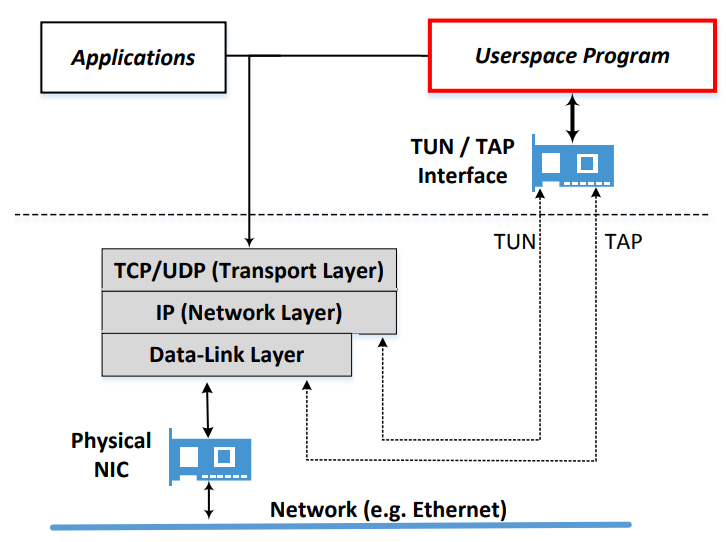 Applications
Userspace Program
TUN / TAP
Interface
TUN
TAP
TCP/UDP (Transport Layer)
IP (Network Layer)
Data-Link Layer
Physical
NIC
Network (e.g. Ethernet)